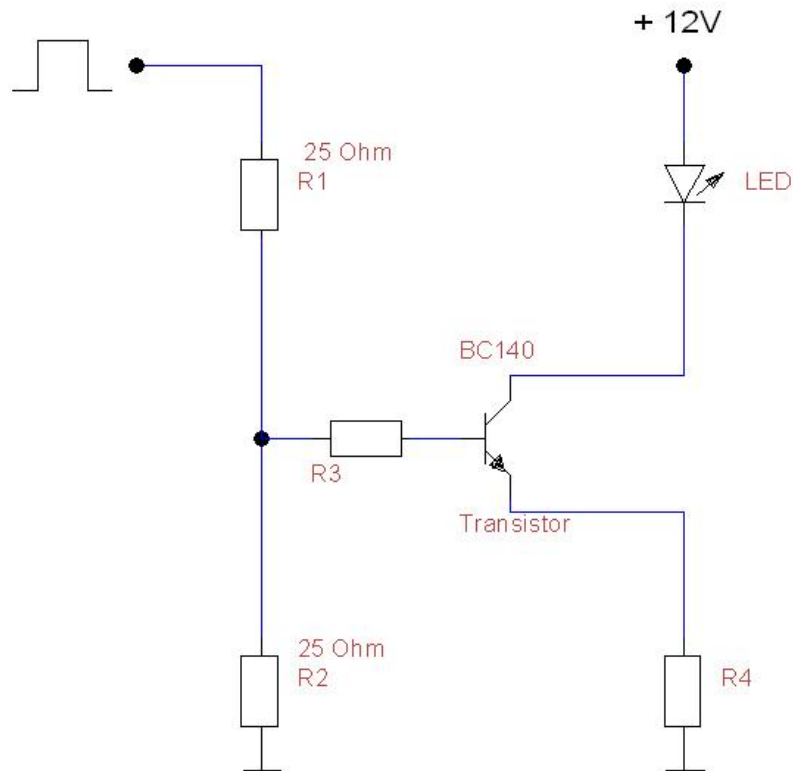 + 12V
25 Ohm
R1
LED
BC140
R3
Transistor
25 Ohm
R2
R4